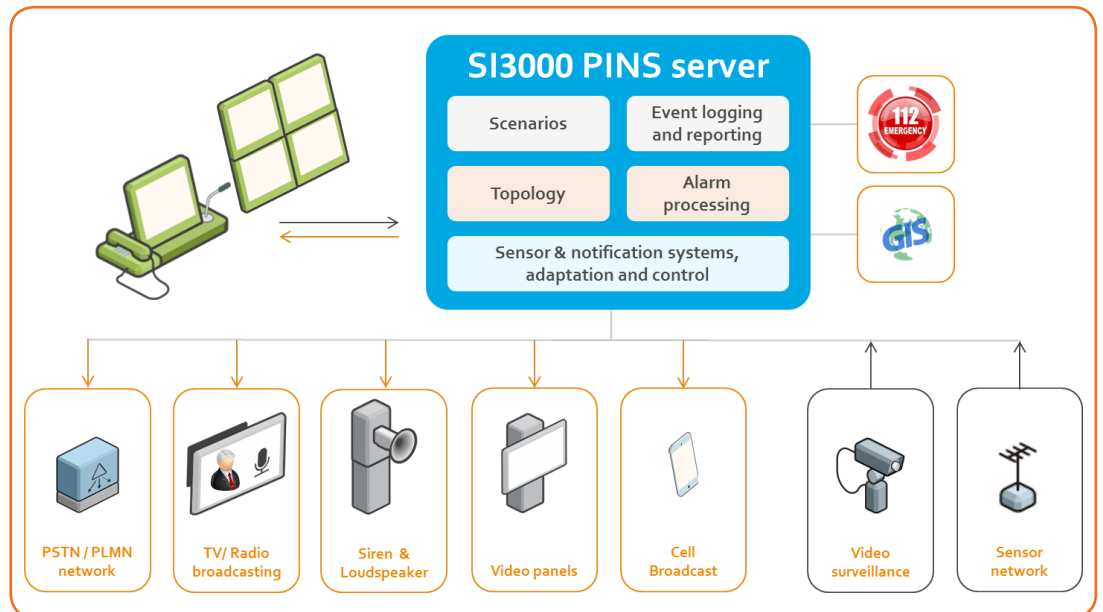 SI3000 PINS server
Scenarios
Event logging
and reporting
Topology
Alarm
processing
Sensor & notification systems,
adaptation and control
112
EMERGENCY
GIS
PSTN / PLMN
network
TV/ Radio
broadcasting
Siren &
Loudspeaker
Video panels
Cell
Broadcast
Video
surveillance
Sensor
network